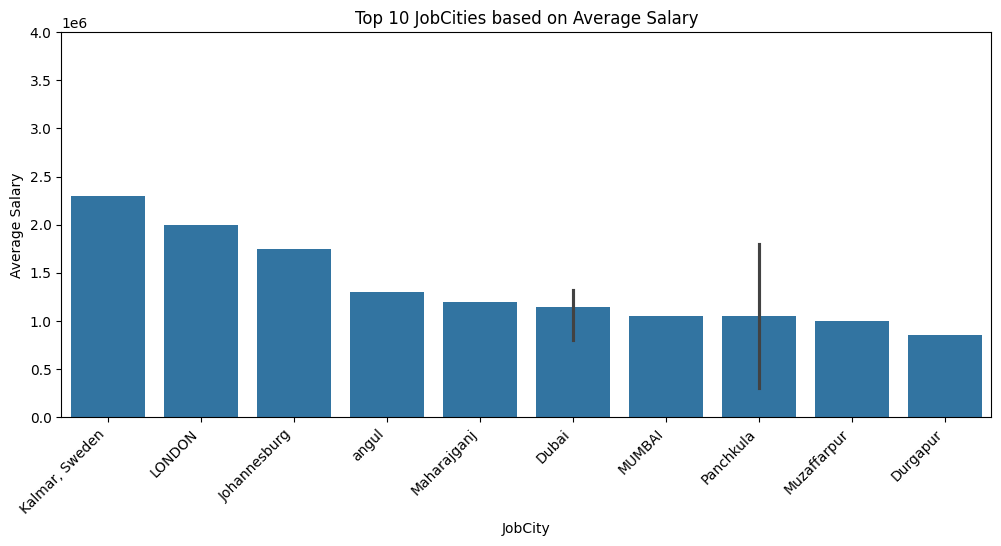 Top 10 JobCities based on Average Salary
1e6
4.0
3.5
3.0
2.5
2.0
1.5
1.0
0.5
0.0
Average Salary
Kalmar, Sweden
LONDON
Johannesburg
angul
Maharajganj
Dubai
MUMBAI
Panchkula
Muzaffarpur
Durgapur
JobCity